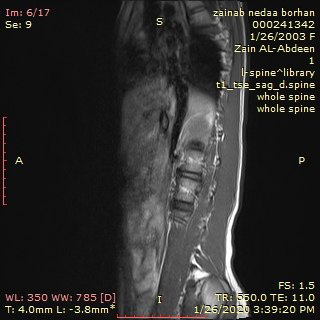 Im: 6/17
Se: 9
zainab nedaa borhan
000241342
1/26/2003 F
Zain AL-Abdeen
1
l-spine^library
t1_tse_sag_d.spine
whole spine
whole spine
S
A
P
I
WL: 350 WW: 785 [D]
T: 4.0mm L: -3.8mm*
FS: 1.5
TR: 550.0 TE: 11.0
1/26/2020 3:39:20 PM